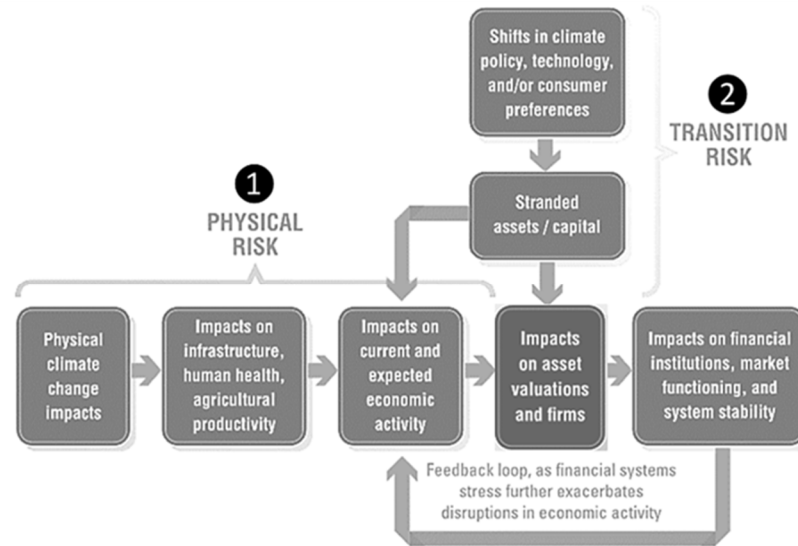 Shifts in climate
policy, technology,
and/or consumer
preferences
2
TRANSITION
RISK
1
PHYSICAL
RISK
Stranded
assets / capital
Physical
climate
change
impacts
Impacts on
infrastructure,
human health,
agricultural
productivity
Impacts on
current and
expected
economic
activity
Impacts
on asset
valuations
and firms
Impacts on financial
institutions, market
functioning, and
system stability
Feedback loop, as financial systems
stress further exacerbates
disruptions in economic activity